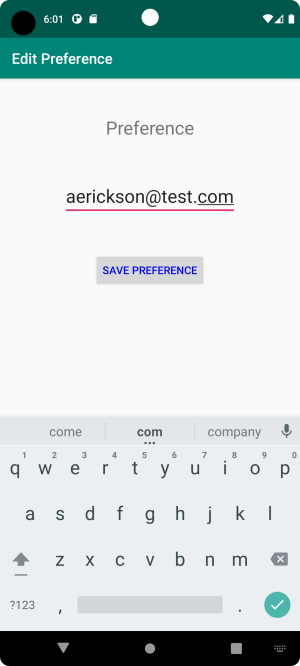 6:01
Edit Preference
Preference
aerickson@test.com
SAVE PREFERENCE
come com company
1 2 3 4 5 6 7 8 9 0
q w e r t y u i o p
a s d f g h j k l
z x c v b n m
?123 , .